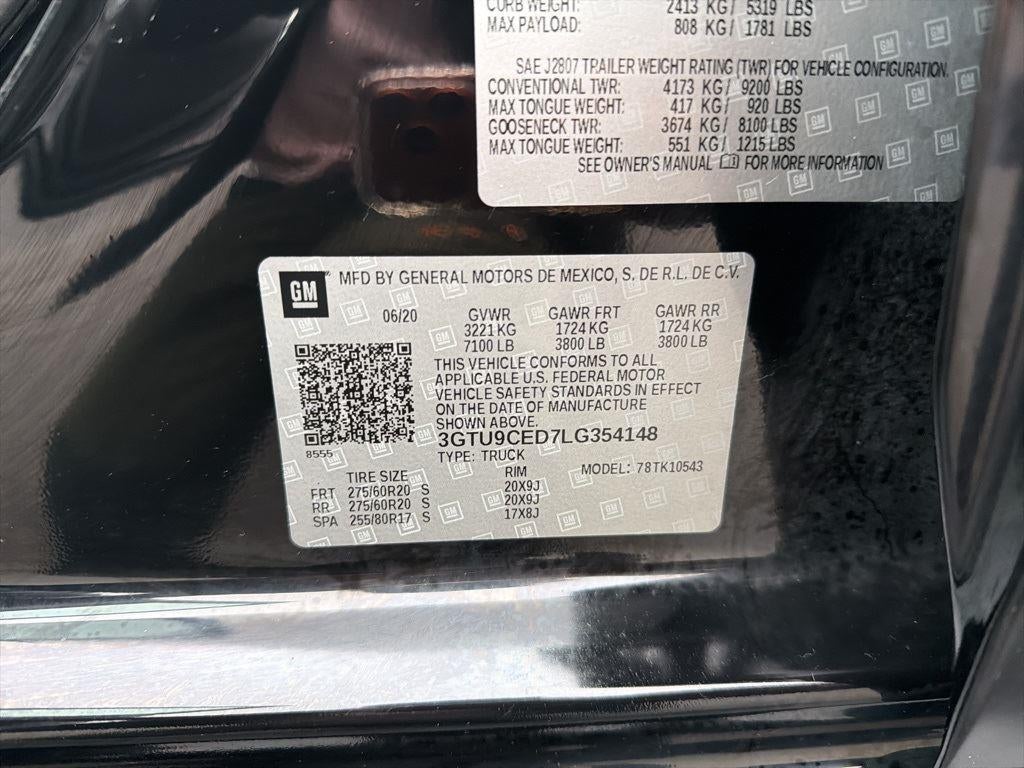 CURB WEIGHT: 2413 KG/ 5319 LBS
MAX PAYLOAD: 808 KG/ 1781 LBS
SAE J2807 TRAILER WEIGHT RATING (TWR) FOR VEHICLE CONFIGURATION.
CONVENTIONAL TWR: 4173 KG/ 9200 LBS
MAX TONGUE WEIGHT: 417 KG/ 920 LBS
GOOSENECK TWR: 3674 KG/ 8100 LBS
MAX TONGUE WEIGHT: 551 KG/ 1215 LBS
SEE OWNER'S MANUAL FOR MORE INFORMATION
GM
MFD BY GENERAL MOTORS DE MEXICO, S. DE R.L. DE C.V.
06/20 GVWR GAWR FRT GAWR RR
3221 KG 1724 KG 1724 KG
7100 LB 3800 LB 3800 LB
THIS VEHICLE CONFORMS TO ALL
APPLICABLE U.S. FEDERAL MOTOR
VEHICLE SAFETY STANDARDS IN EFFECT
ON THE DATE OF MANUFACTURE
SHOWN ABOVE.
3GTU9CED7LG354148
8555 TYPE: TRUCK
MODEL: 78TK10543
TIRE SIZE RIM
FRT 275/60R20 S 20X9J
RR 275/60R20 S 20X9J
SPA 255/80R17 S 17X8J